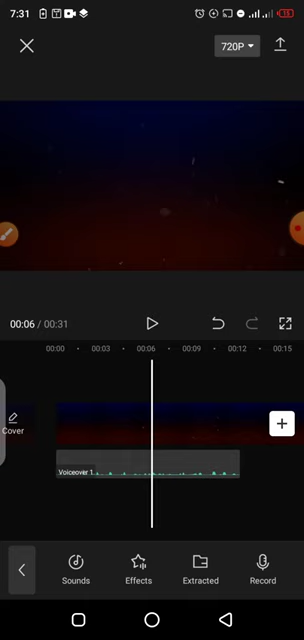 7:31
15
720P
00:06 / 00:31
00:00 00:03 00:06 00:09 00:12 00:15
Cover
Voiceover 1
Sounds Effects Extracted Record